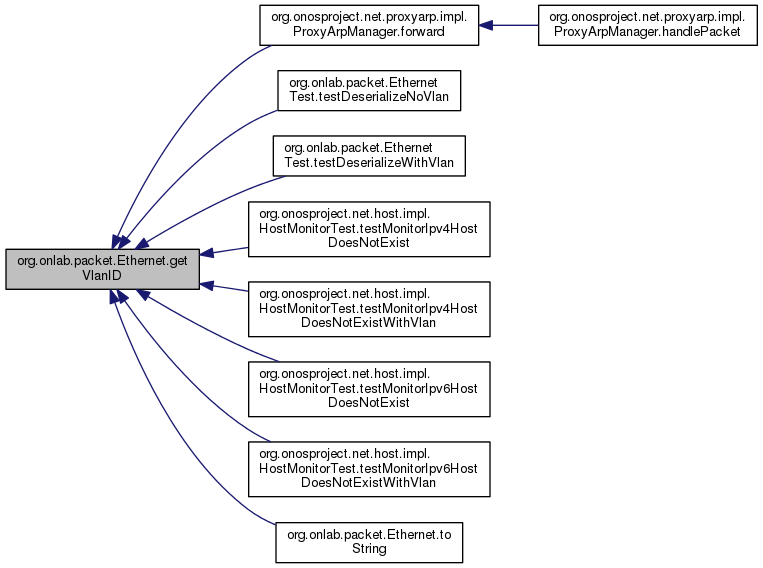 org.onosproject.net.proxyarp.impl.
ProxyArpManager.forward
org.onosproject.net.proxyarp.impl.
ProxyArpManager.handlePacket
org.onlab.packet.Ethernet
Test.testDeserializeNoVlan
org.onlab.packet.Ethernet
Test.testDeserializeWithVlan
org.onosproject.net.host.impl.
HostMonitorTest.testMonitorIpv4Host
DoesNotExist
org.onlab.packet.Ethernet.get
VlanID
org.onosproject.net.host.impl.
HostMonitorTest.testMonitorIpv4Host
DoesNotExistWithVlan
org.onosproject.net.host.impl.
HostMonitorTest.testMonitorIpv6Host
DoesNotExist
org.onosproject.net.host.impl.
HostMonitorTest.testMonitorIpv6Host
DoesNotExistWithVlan
org.onlab.packet.Ethernet.to
String